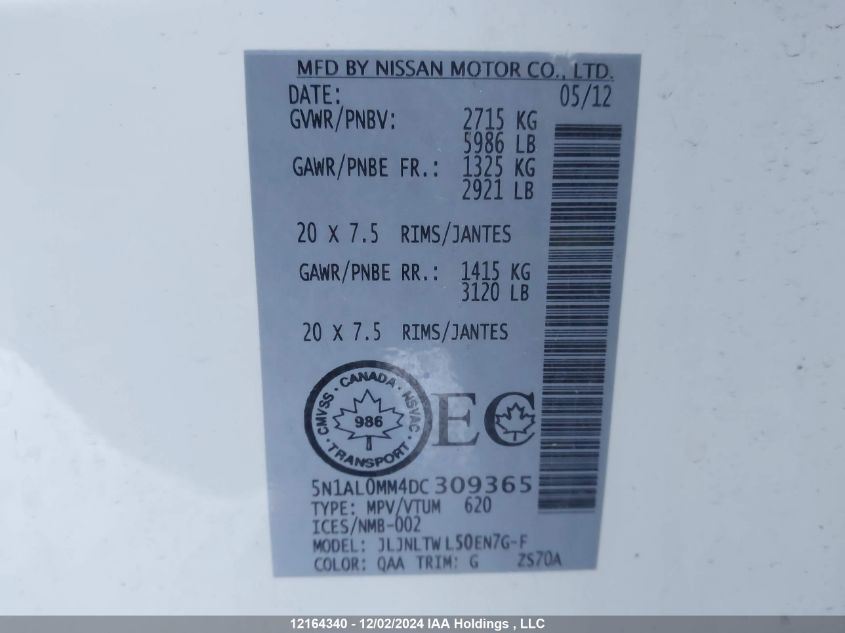 MFD BY NISSAN MOTOR CO., LTD.
DATE: 05/12
GVWR/PNBV: 2715 KG
5986 LB
GAWR/PNBE FR.: 1325 KG
2921 LB
20 X 7.5 RIMS/JANTES
GAWR/PNBE RR.: 1415 KG
3120 LB
20 X 7.5 RIMS/JANTES
CANADA
CMVSS · NSVAC
986
TRANSPORT
EC
5N1AL0MM4DC309365
TYPE: MPV/VTUM 620
ICES/NMB-002
MODEL: JLJNLTWL50EN7G-F
COLOR: QAA TRIM: G ZS70A
12164340 - 12/02/2024 IAA Holdings , LLC